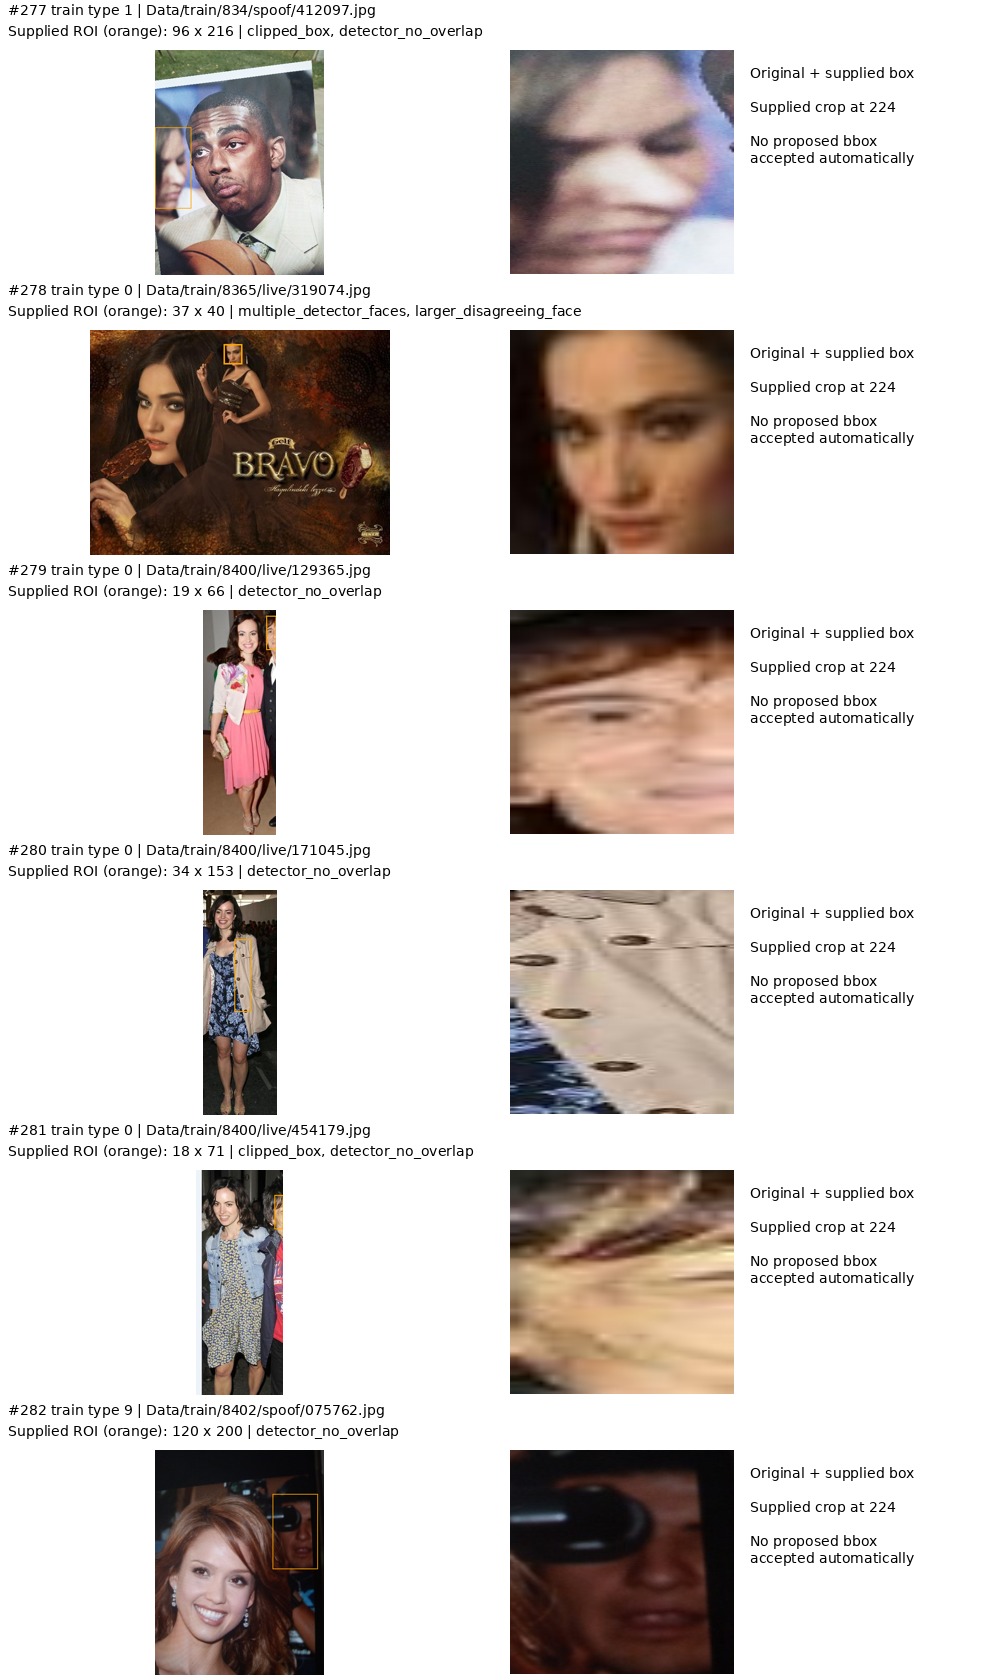 #277 train type 1 | Data/train/834/spoof/412097.jpg
Supplied ROI (orange): 96 x 216 | clipped_box, detector_no_overlap
Original + supplied box
Supplied crop at 224
No proposed bbox
accepted automatically
#278 train type 0 | Data/train/8365/live/319074.jpg
Supplied ROI (orange): 37 x 40 | multiple_detector_faces, larger_disagreeing_face
BRAVO
Original + supplied box
Supplied crop at 224
No proposed bbox
accepted automatically
#279 train type 0 | Data/train/8400/live/129365.jpg
Supplied ROI (orange): 19 x 66 | detector_no_overlap
Original + supplied box
Supplied crop at 224
No proposed bbox
accepted automatically
#280 train type 0 | Data/train/8400/live/171045.jpg
Supplied ROI (orange): 34 x 153 | detector_no_overlap
Original + supplied box
Supplied crop at 224
No proposed bbox
accepted automatically
#281 train type 0 | Data/train/8400/live/454179.jpg
Supplied ROI (orange): 18 x 71 | clipped_box, detector_no_overlap
Original + supplied box
Supplied crop at 224
No proposed bbox
accepted automatically
#282 train type 9 | Data/train/8402/spoof/075762.jpg
Supplied ROI (orange): 120 x 200 | detector_no_overlap
Original + supplied box
Supplied crop at 224
No proposed bbox
accepted automatically